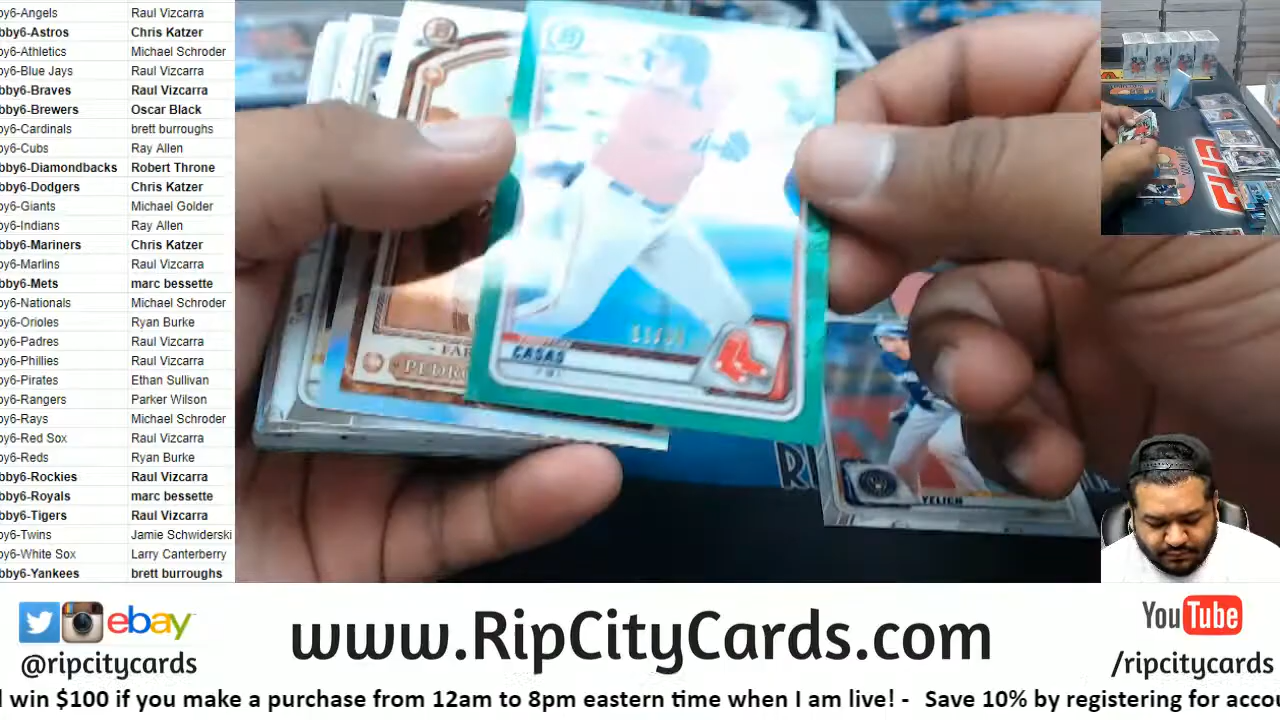 by6-Angels Raul Vizcarra
bby6-Astros Chris Katzer
by6-Athletics Michael Schroder
by6-Blue Jays Raul Vizcarra
bby6-Braves Raul Vizcarra
bby6-Brewers Oscar Black
by6-Cardinals brett burroughs
by6-Cubs Ray Allen
bby6-Diamondbacks Robert Throne
bby6-Dodgers Chris Katzer
by6-Giants Michael Golder
by6-Indians Ray Allen
bby6-Mariners Chris Katzer
by6-Marlins Raul Vizcarra
bby6-Mets marc bessette
by6-Nationals Michael Schroder
by6-Orioles Ryan Burke
by6-Padres Raul Vizcarra
by6-Phillies Raul Vizcarra
by6-Pirates Ethan Sullivan
by6-Rangers Parker Wilson
by6-Rays Michael Schroder
by6-Red Sox Raul Vizcarra
by6-Reds Ryan Burke
bby6-Rockies Raul Vizcarra
bby6-Royals marc bessette
bby6-Tigers Raul Vizcarra
by6-Twins Jamie Schwiderski
by6-White Sox Larry Canterberry
bby6-Yankees brett burroughs
CASAS
PEDR
YELICH
ebay
@ripcitycards
www.RipCityCards.com
YouTube
/ripcitycards
win $100 if you make a purchase from 12am to 8pm eastern time when I am live! - Save 10% by registering for accou